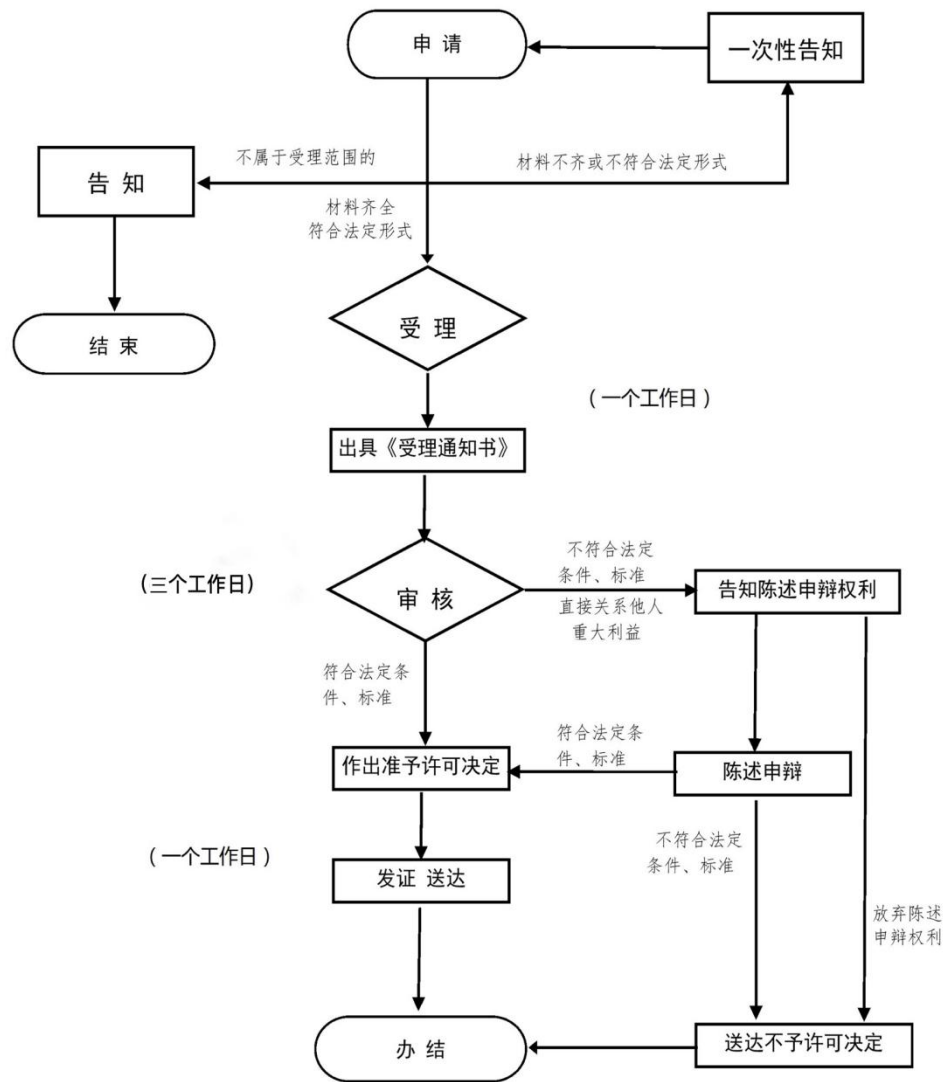 申 请
一次性告知
不属于受理范围的
材料不齐或不符合法定形式
告 知
材料齐全
符合法定形式
受 理
结 束
（一个工作日）
出具《受理通知书》
不符合法定
条件、标准
（三个工作日）
审 核
告知陈述申辩权利
直接关系他人
重大利益
符合法定条
件、标准
符合法定条
件、标准
作出准予许可决定
陈述申辩
不符合法定
条件、标准
（一个工作日）
发证 送达
放弃陈述
申辩权利
办 结
送达不予许可决定